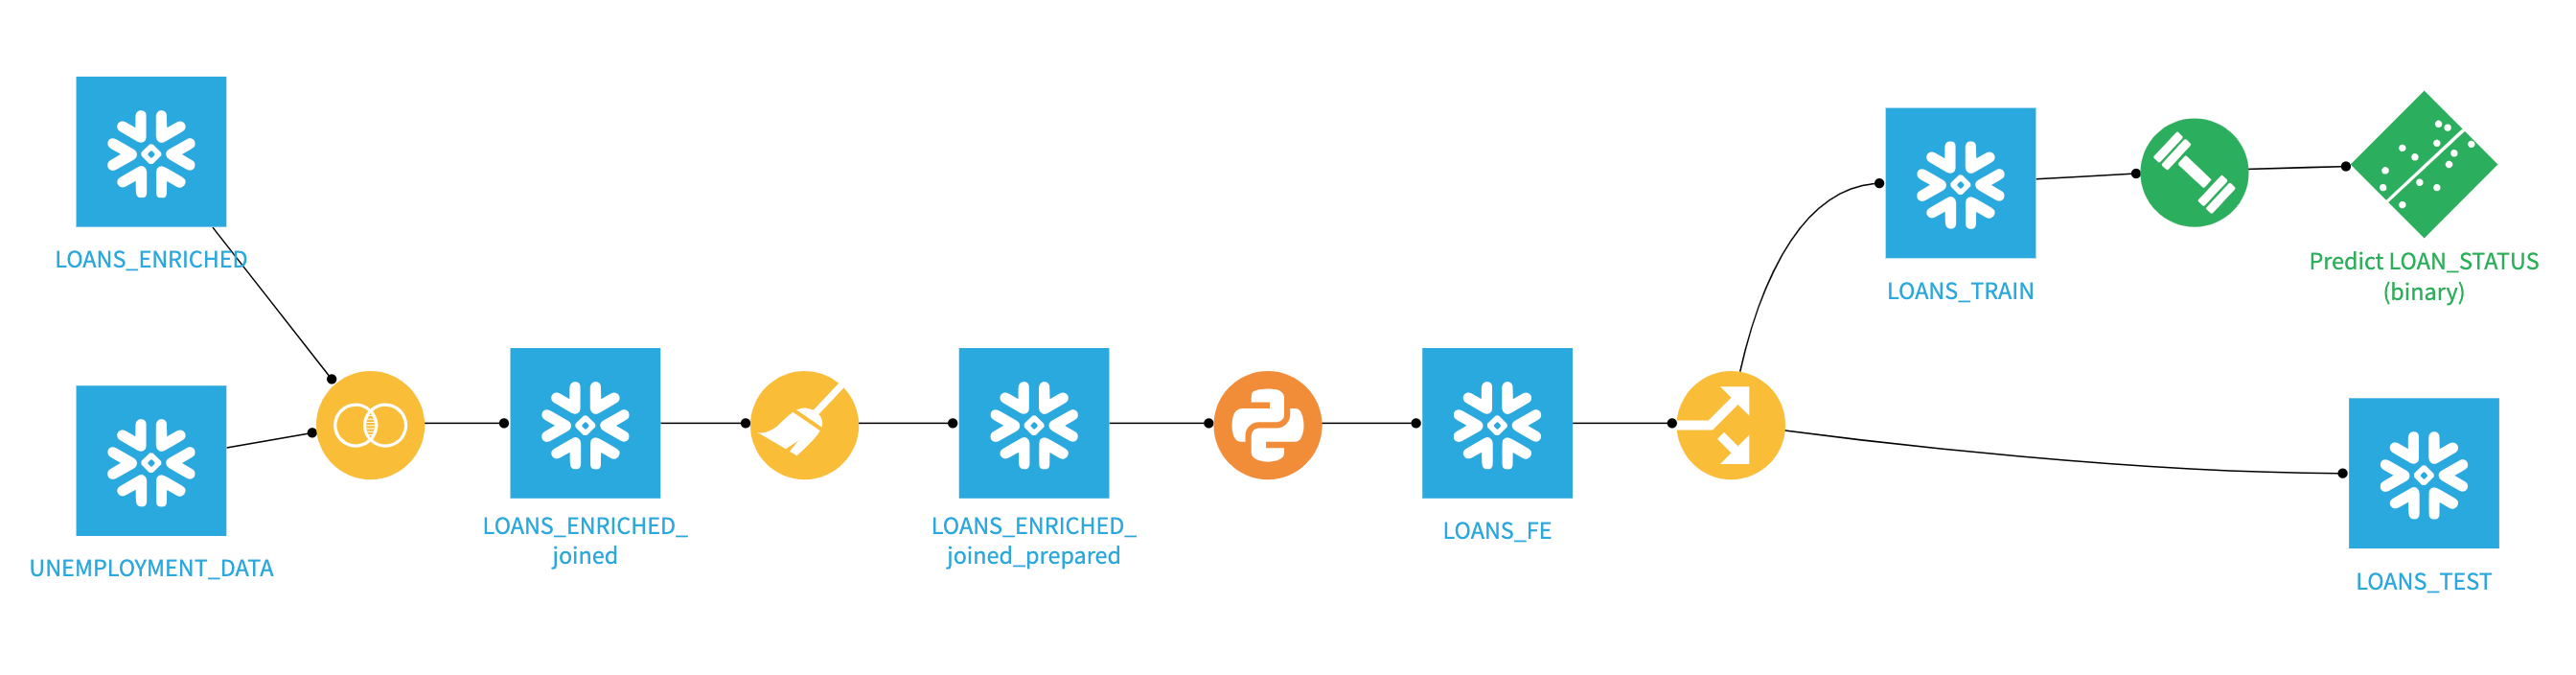 LOANS_ENRICHED
UNEMPLOYMENT_DATA
LOANS_ENRICHED_
joined
LOANS_ENRICHED_
joined_prepared
LOANS_FE
LOANS_TRAIN
Predict LOAN_STATUS
(binary)
LOANS_TEST